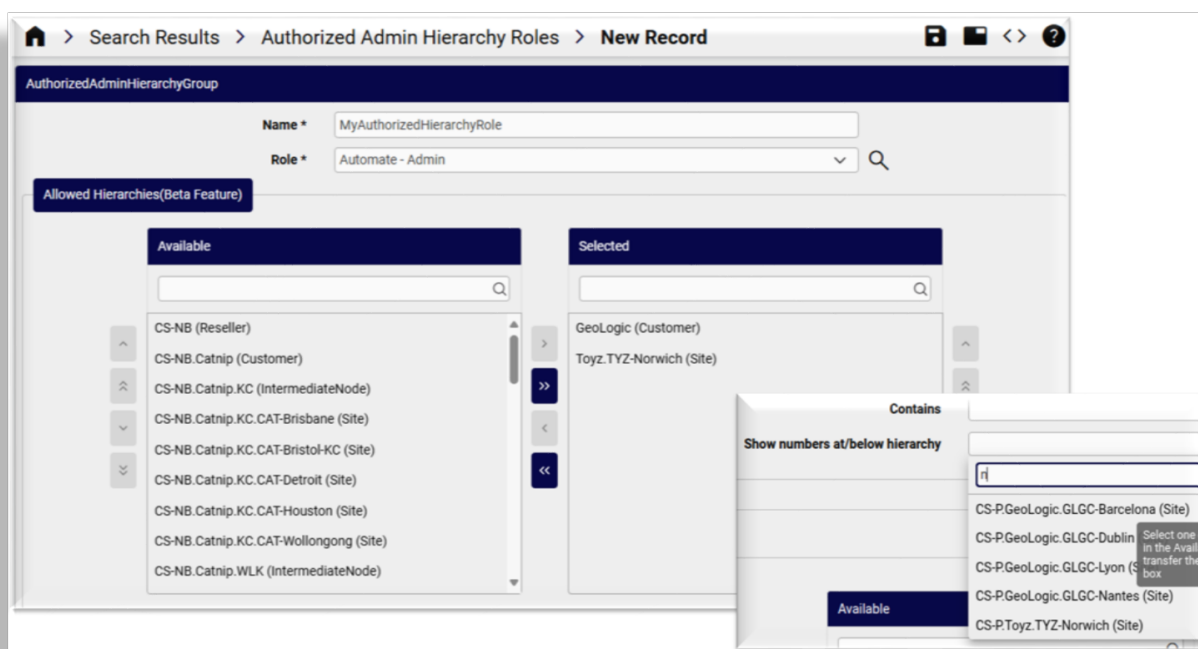 Search Results > Authorized Admin Hierarchy Roles > New Record
AuthorizedAdminHierarchyGroup
Name * MyAuthorizedHierarchyRole
Role * Automate - Admin
Allowed Hierarchies(Beta Feature)
Available
CS-NB (Reseller)
CS-NB.Catnip (Customer)
CS-NB.Catnip.KC (IntermediateNode)
CS-NB.Catnip.KC.CAT-Brisbane (Site)
CS-NB.Catnip.KC.CAT-Bristol-KC (Site)
CS-NB.Catnip.KC.CAT-Detroit (Site)
CS-NB.Catnip.KC.CAT-Houston (Site)
CS-NB.Catnip.KC.CAT-Wollongong (Site)
CS-NB.Catnip.WLK (IntermediateNode)
Selected
GeoLogic (Customer)
Toyz.TYZ-Norwich (Site)
Contains
Show numbers at/below hierarchy
n
CS-P.GeoLogic.GLGC-Barcelona (Site)
CS-P.GeoLogic.GLGC-Dublin
CS-P.GeoLogic.GLGC-Lyon (S
CS-P.GeoLogic.GLGC-Nantes (Site)
CS-P.Toyz.TYZ-Norwich (Site)
Select one
in the Avail
transfer the
box
Available